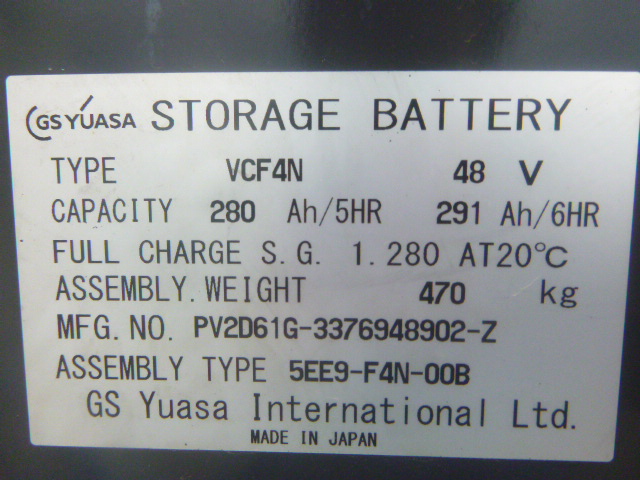 GS YUASA STORAGE BATTERY
TYPE VCF4N 48 V
CAPACITY 280 Ah/5HR 291 Ah/6HR
FULL CHARGE S.G. 1.280 AT20℃
ASSEMBLY.WEIGHT 470 kg
MFG.NO. PV2D61G-3376948902-Z
ASSEMBLY TYPE 5EE9-F4N-00B
GS Yuasa International Ltd.
MADE IN JAPAN